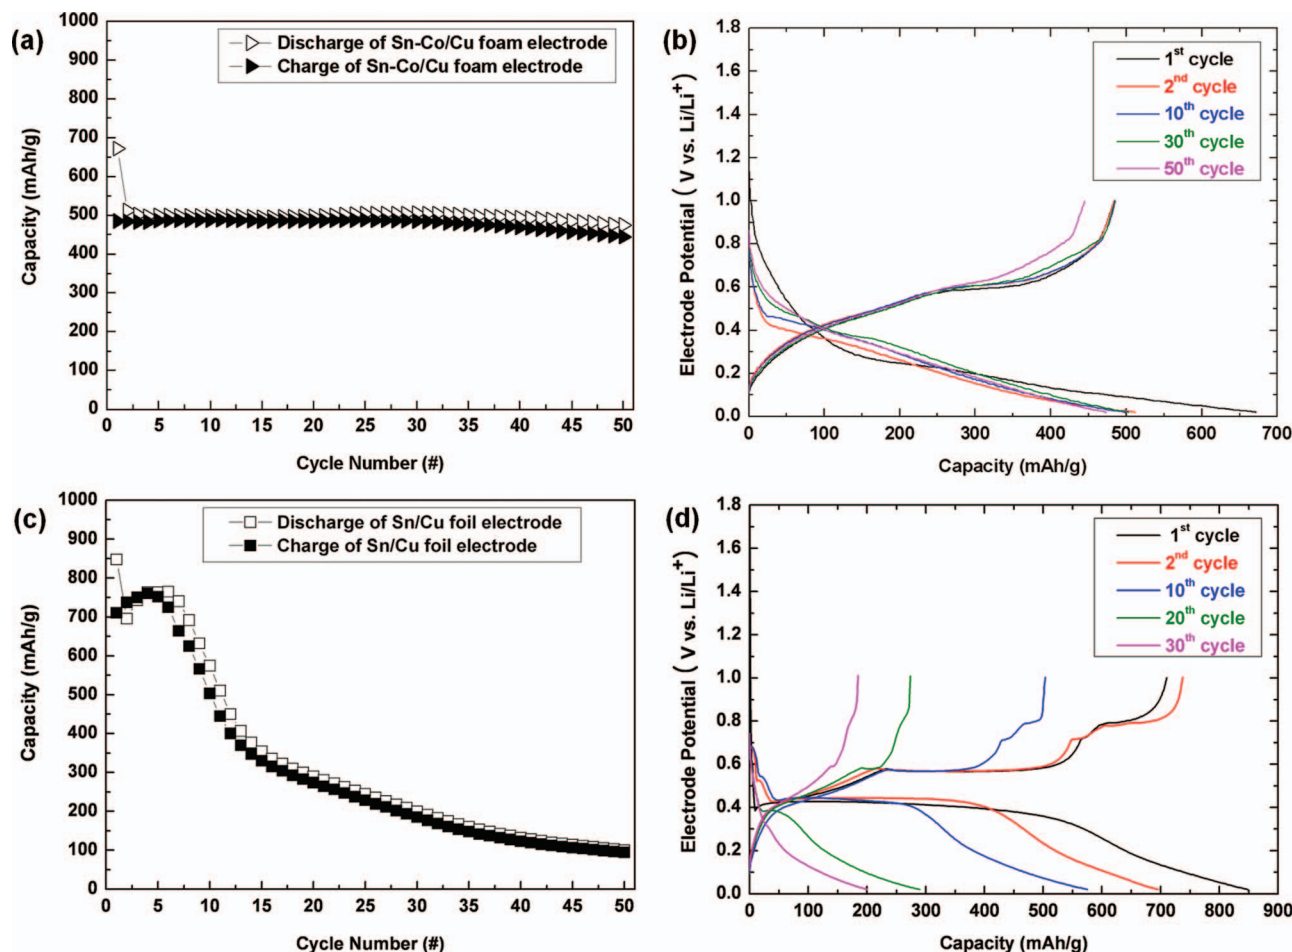 (a)
Discharge of Sn-Co/Cu foam electrode
Charge of Sn-Co/Cu foam electrode
Capacity (mAh/g)
1000
900
800
700
600
500
400
300
200
100
0
0 5 10 15 20 25 30 35 40 45 50
Cycle Number (#)
(b)
1st cycle
2nd cycle
10th cycle
30th cycle
50th cycle
Electrode Potential ( V vs. Li/Li+ )
1.8
1.6
1.4
1.2
1.0
0.8
0.6
0.4
0.2
0.0
0 100 200 300 400 500 600 700
Capacity (mAh/g)
(c)
Discharge of Sn/Cu foil electrode
Charge of Sn/Cu foil electrode
Capacity (mAh/g)
1000
900
800
700
600
500
400
300
200
100
0
0 5 10 15 20 25 30 35 40 45 50
Cycle Number (#)
(d)
1st cycle
2nd cycle
10th cycle
20th cycle
30th cycle
Electrode Potential ( V vs. Li/Li+ )
1.8
1.6
1.4
1.2
1.0
0.8
0.6
0.4
0.2
0.0
0 100 200 300 400 500 600 700 800 900
Capacity (mAh/g)